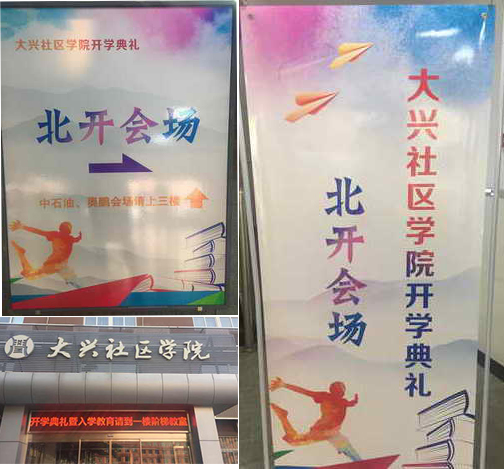 大兴社区学院开学典礼
北开会场
中石油、奥鹏会场请上三楼
大兴社区学院开学典礼
北开会场
大兴社区学院
开学典礼暨入学教育请到一楼阶梯教室